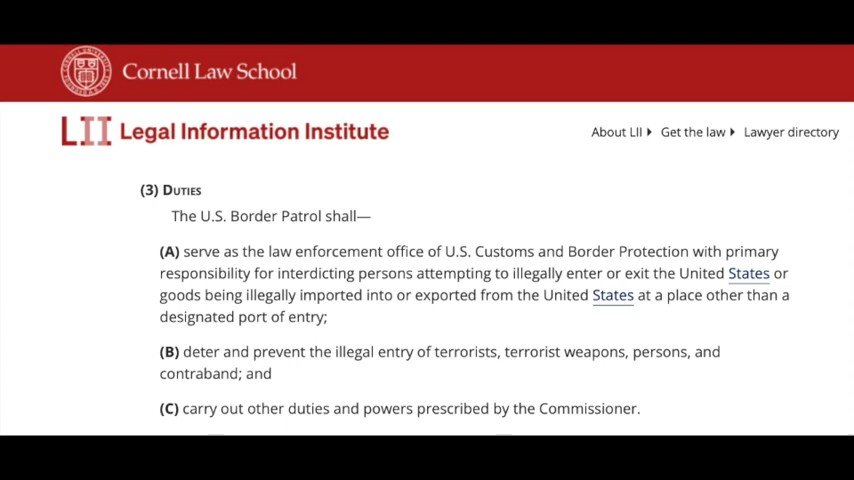 Cornell Law School
LII Legal Information Institute
About LII Get the law Lawyer directory
(3) Duties
The U.S. Border Patrol shall—
(A) serve as the law enforcement office of U.S. Customs and Border Protection with primary
responsibility for interdicting persons attempting to illegally enter or exit the United States or
goods being illegally imported into or exported from the United States at a place other than a
designated port of entry;
(B) deter and prevent the illegal entry of terrorists, terrorist weapons, persons, and
contraband; and
(C) carry out other duties and powers prescribed by the Commissioner.